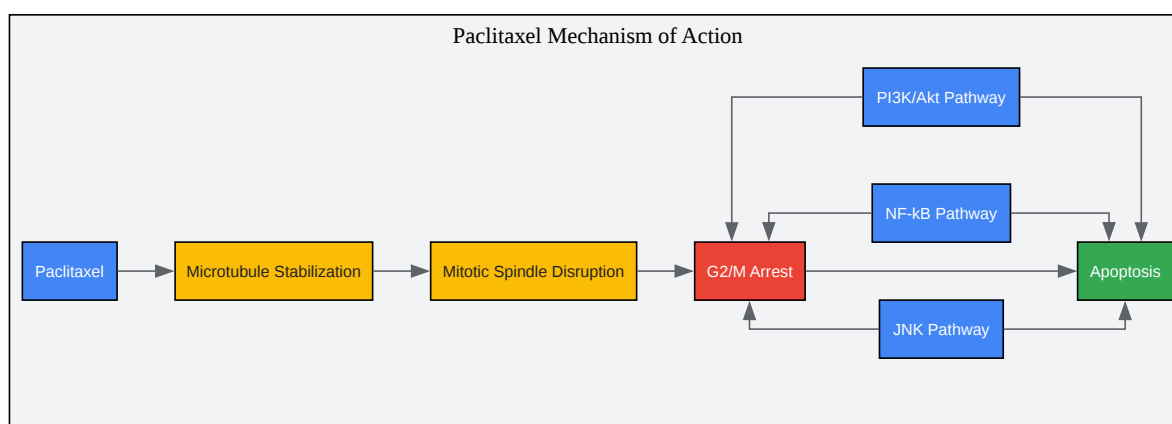 Paclitaxel Mechanism of Action
PI3K/Akt Pathway
NF-kB Pathway
Paclitaxel
Microtubule Stabilization
Mitotic Spindle Disruption
G2/M Arrest
Apoptosis
JNK Pathway